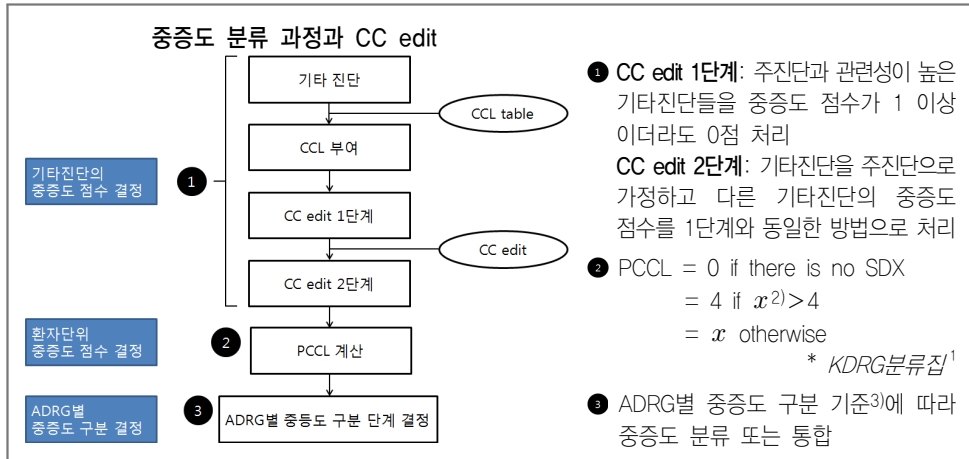 중증도 분류 과정과 CC edit
기타 진단
CCL table
CCL 부여
기타진단의
중증도 점수 결정
1
CC edit 1단계
CC edit
CC edit 2단계
환자단위
중증도 점수 결정
2
PCCL 계산
ADRG별
중증도 구분 결정
3
ADRG별 중등도 구분 단계 결정
❶ CC edit 1단계: 주진단과 관련성이 높은
기타진단들을 중증도 점수가 1 이상
이더라도 0점 처리
CC edit 2단계: 기타진단을 주진단으로
가정하고 다른 기타진단의 중증도
점수를 1단계와 동일한 방법으로 처리
❷ PCCL = 0 if there is no SDX
= 4 if x²⁾>4
= x otherwise
* KDRG분류집¹
❸ ADRG별 중증도 구분 기준³⁾에 따라
중증도 분류 또는 통합